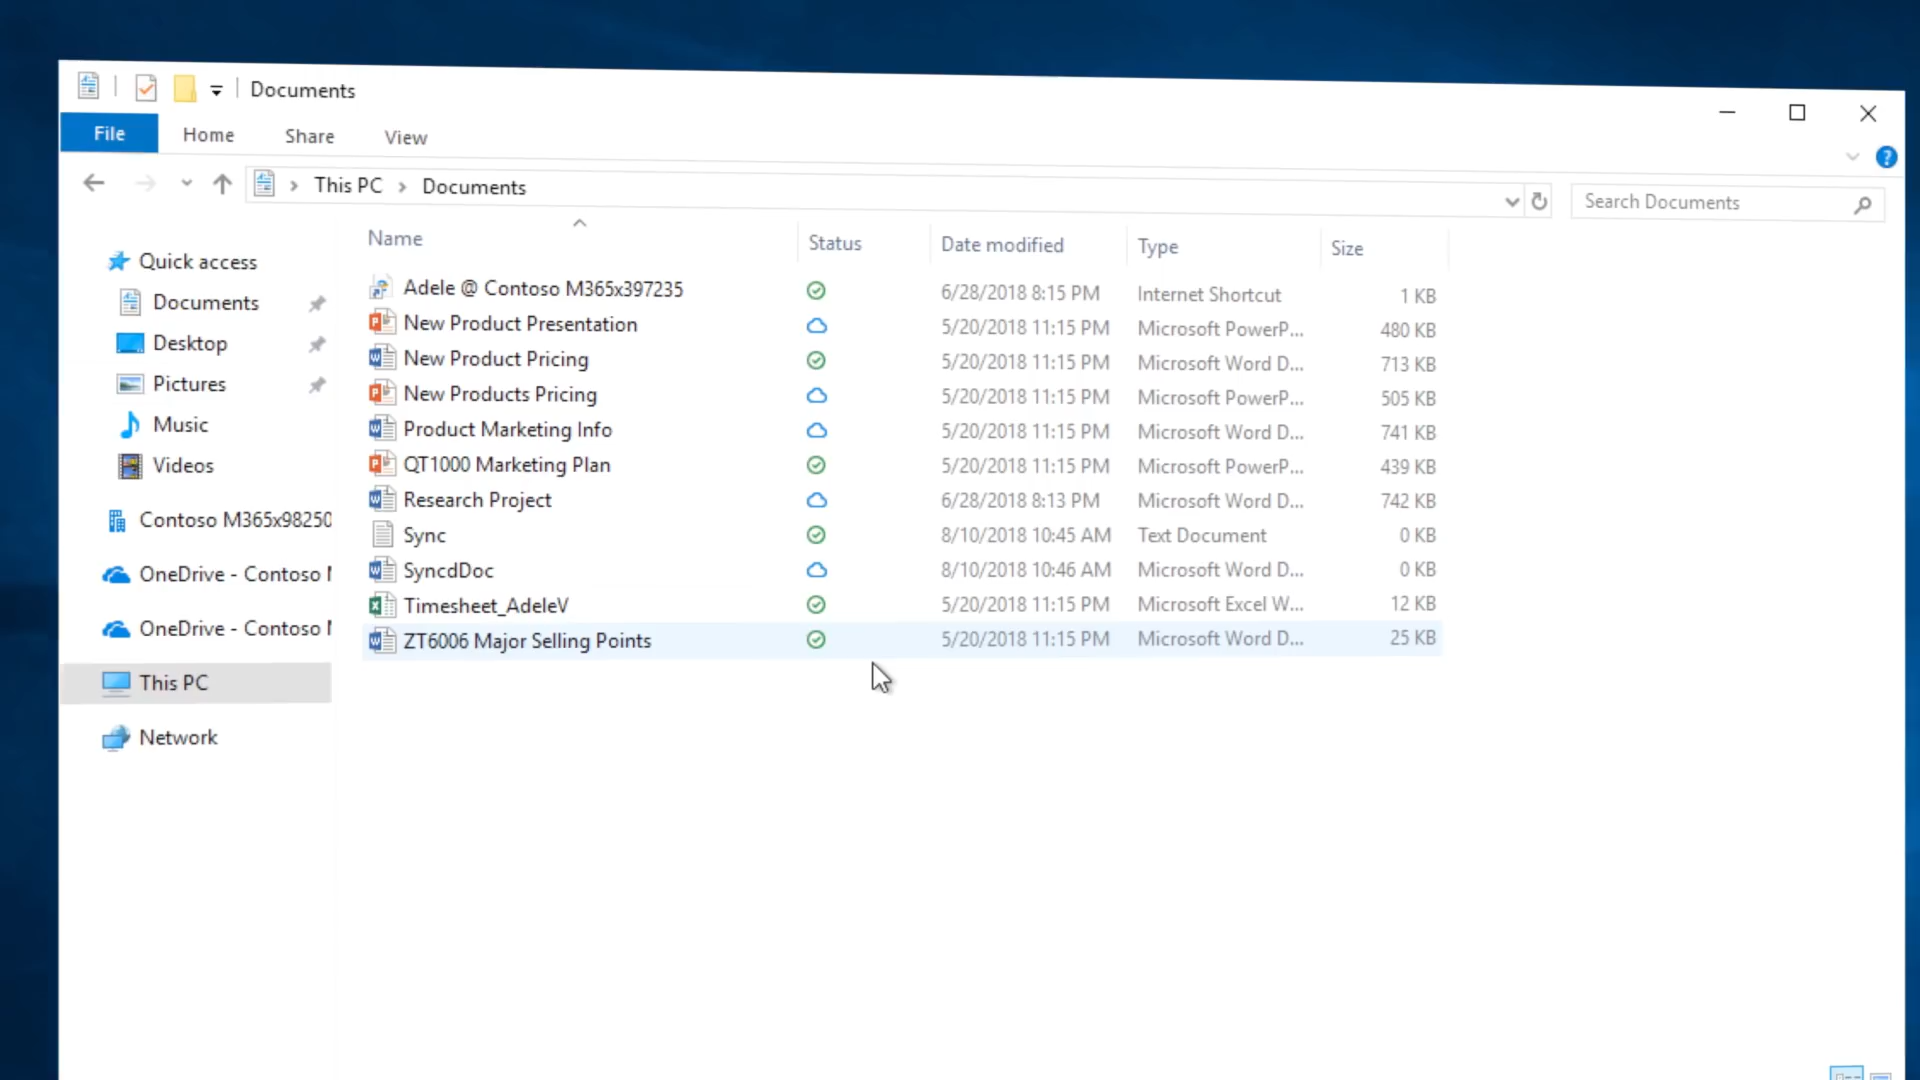 Documents
File Home Share View
?
This PC > Documents
Search Documents
Name Status Date modified Type Size
Quick access
Documents
Desktop
Pictures
Music
Videos
Contoso M365x98250
OneDrive - Contoso
OneDrive - Contoso
This PC
Network
Adele @ Contoso M365x397235 6/28/2018 8:15 PM Internet Shortcut 1 KB
New Product Presentation 5/20/2018 11:15 PM Microsoft PowerP... 480 KB
New Product Pricing 5/20/2018 11:15 PM Microsoft Word D... 713 KB
New Products Pricing 5/20/2018 11:15 PM Microsoft PowerP... 505 KB
Product Marketing Info 5/20/2018 11:15 PM Microsoft Word D... 741 KB
QT1000 Marketing Plan 5/20/2018 11:15 PM Microsoft PowerP... 439 KB
Research Project 6/28/2018 8:13 PM Microsoft Word D... 742 KB
Sync 8/10/2018 10:45 AM Text Document 0 KB
SyncdDoc 8/10/2018 10:46 AM Microsoft Word D... 0 KB
Timesheet_AdeleV 5/20/2018 11:15 PM Microsoft Excel W... 12 KB
ZT6006 Major Selling Points 5/20/2018 11:15 PM Microsoft Word D... 25 KB